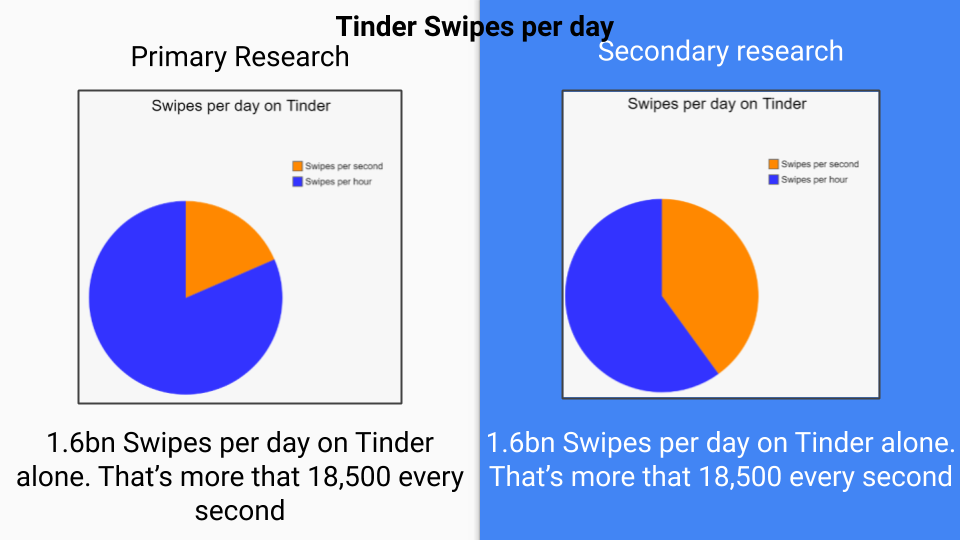 Tinder Swipes per day
Primary Research
Swipes per day on Tinder
Swipes per second
Swipes per hour
1.6bn Swipes per day on Tinder
alone. That’s more that 18,500 every
second
Secondary research
Swipes per day on Tinder
Swipes per second
Swipes per hour
1.6bn Swipes per day on Tinder alone.
That’s more that 18,500 every second